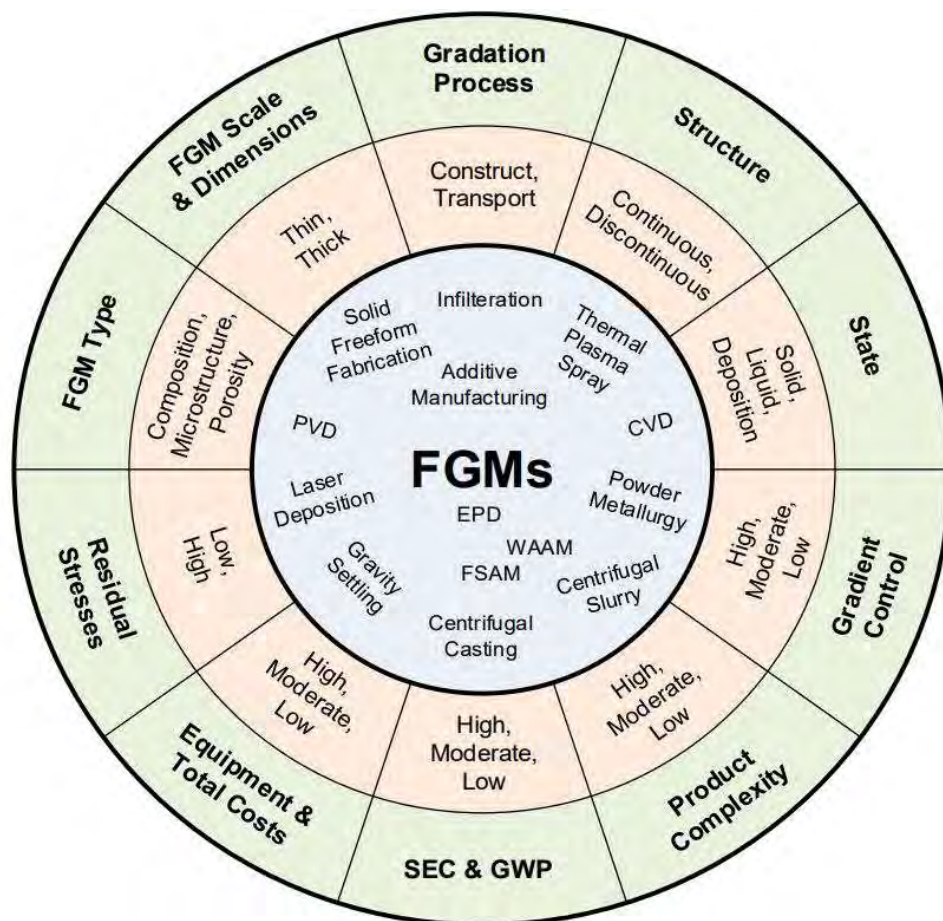 Gradation
Process
Structure
State
Gradient
Control
Product
Complexity
SEC & GWP
Equipment &
Total Costs
Residual
Stresses
FGM Type
FGM Scale
& Dimensions
Construct,
Transport
Continuous,
Discontinuous
Solid,
Liquid,
Deposition
High,
Moderate,
Low
High,
Moderate,
Low
High,
Moderate,
Low
High,
Moderate,
Low
Low,
High
Composition,
Microstructure,
Porosity
Thin,
Thick
Infilteration
Thermal
Plasma
Spray
CVD
Powder
Metallurgy
Centrifugal
Slurry
Centrifugal
Casting
Gravity
Settling
Laser
Deposition
PVD
Solid
Freeform
Fabrication
Additive
Manufacturing
FGMs
EPD
WAAM
FSAM